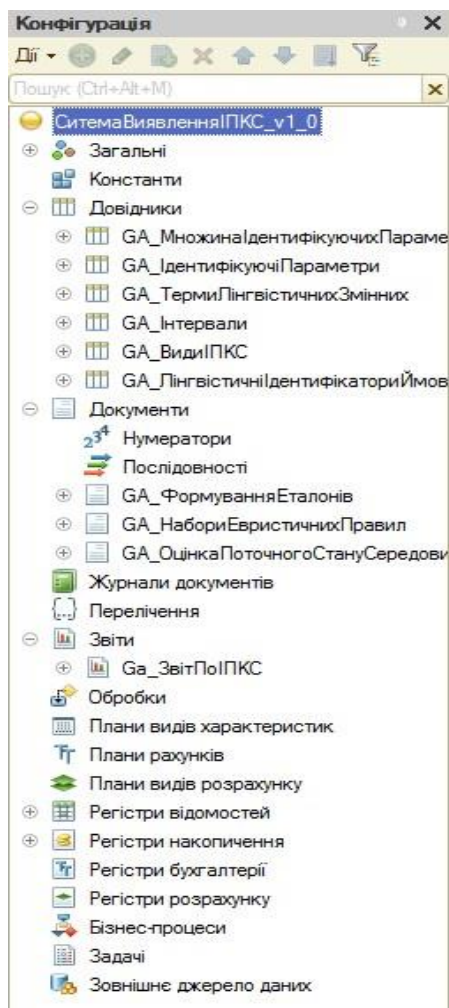 Конфігурація
Дії
Пошук (Ctrl+Alt+M)
СитемаВиявленняІПКС_v1_0
Загальні
Константи
Довідники
GA_МножинаІдентифікуючихПараме
GA_ІдентифікуючіПараметри
GA_ТермиЛінгвістичнихЗмінних
GA_Інтервали
GA_ВидиІПКС
GA_ЛінгвістичніІдентифікаториЙмов
Документи
Нумератори
Послідовності
GA_ФормуванняЕталонів
GA_НабориЕвристичнихПравил
GA_ОцінкаПоточногоСтануСередови
Журнали документів
Перелічення
Звіти
Ga_ЗвітПоІПКС
Обробки
Плани видів характеристик
Плани рахунків
Плани видів розрахунку
Регістри відомостей
Регістри накопичення
Регістри бухгалтерії
Регістри розрахунку
Бізнес-процеси
Задачі
Зовнішнє джерело даних